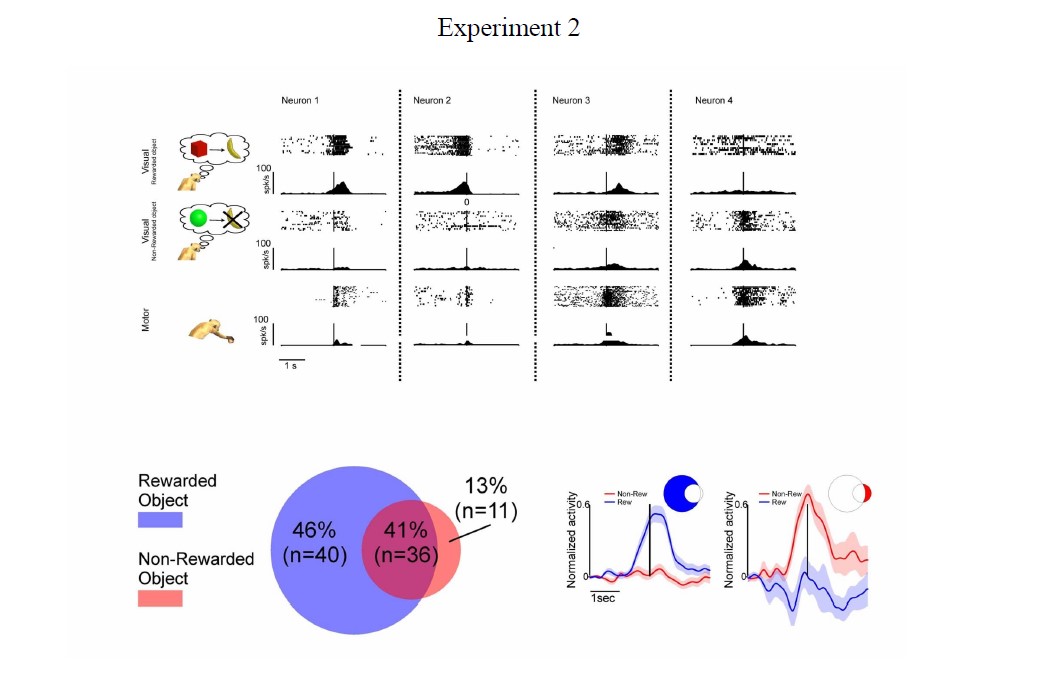 Experiment 2
Neuron 1
Neuron 2
Neuron 3
Neuron 4
Visual
Rewarded object
100
spk/s
0
Visual
Non-Rewarded object
100
spk/s
Motor
100
spk/s
1 s
Rewarded
Object
Non-Rewarded
Object
46%
(n=40)
41%
(n=36)
13%
(n=11)
Normalized activity
0.6
0
Non-Rew
Rew
1sec
Normalized activity
0.6
0
Non-Rew
Rew